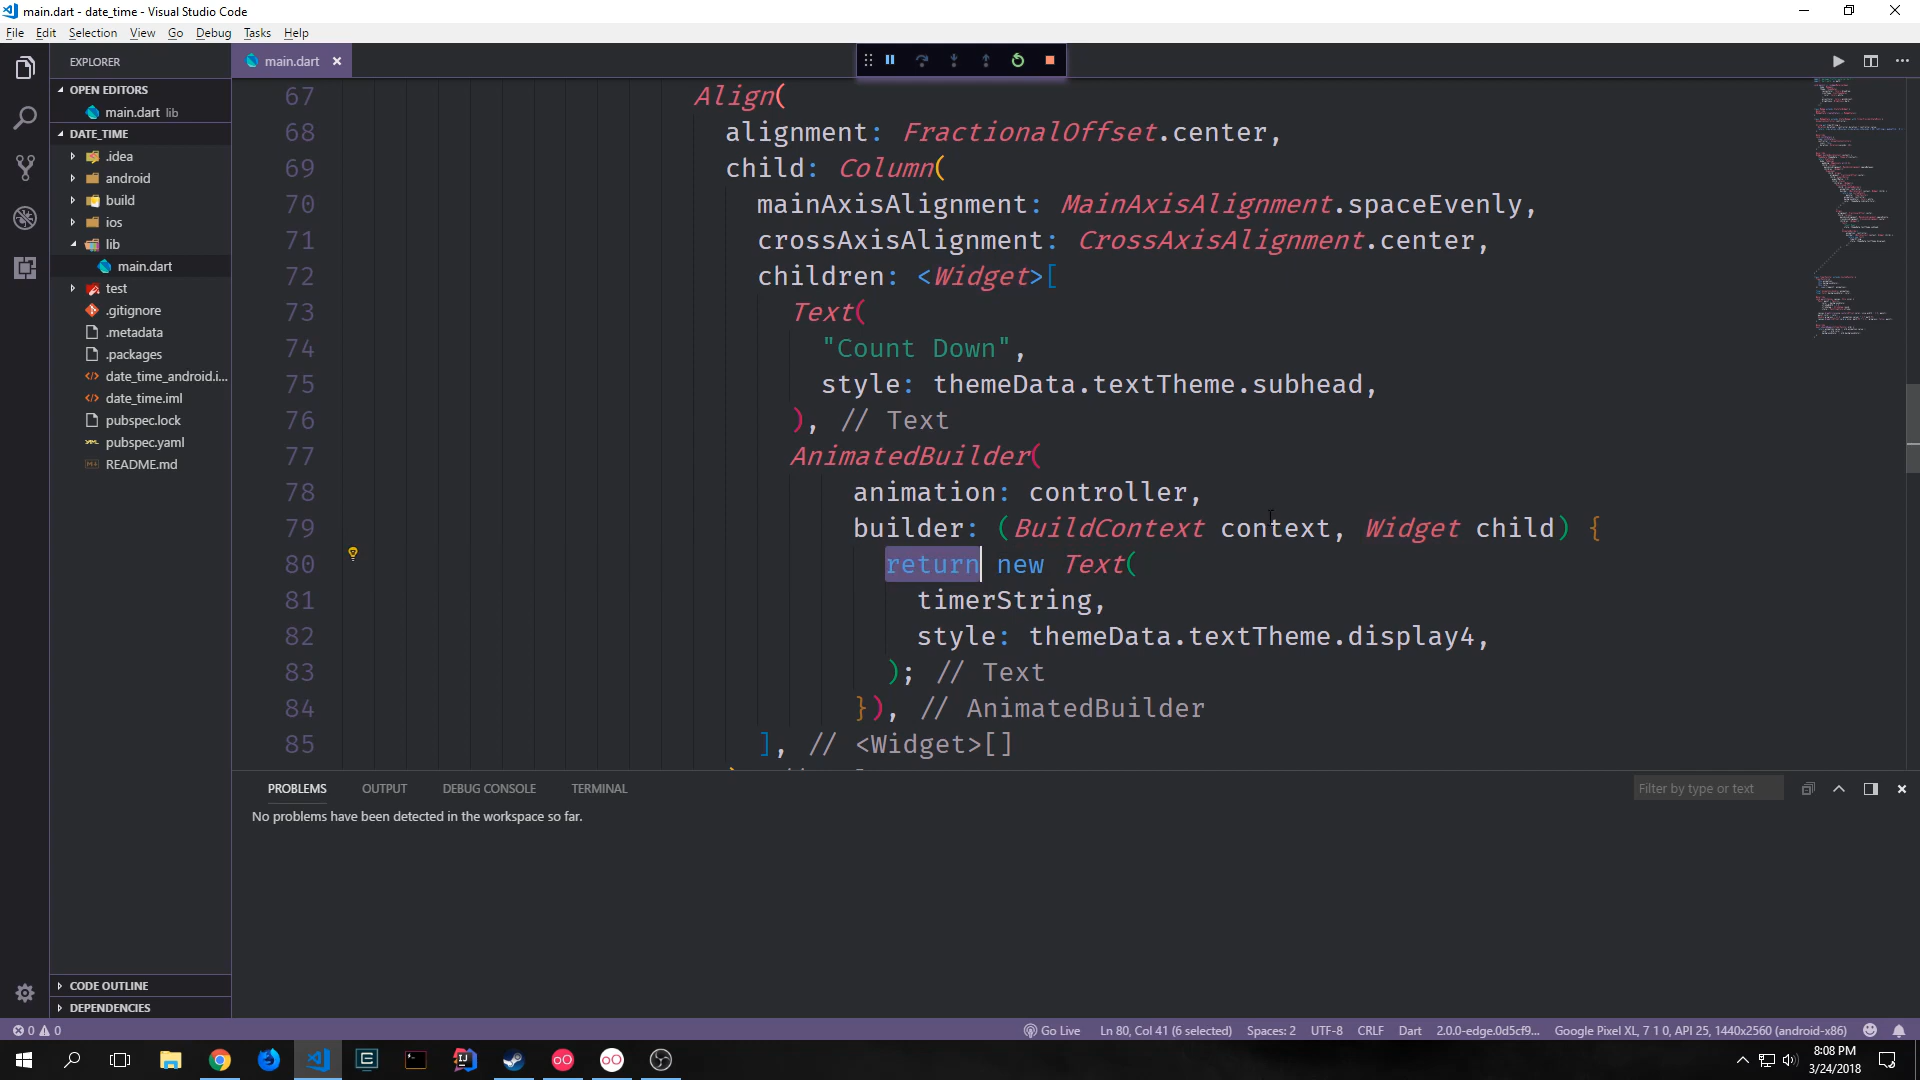 main.dart - date_time - Visual Studio Code
File Edit Selection View Go Debug Tasks Help
EXPLORER
OPEN EDITORS
main.dart lib
DATE_TIME
.idea
android
build
ios
lib
main.dart
test
.gitignore
.metadata
.packages
date_time_android.i...
date_time.iml
pubspec.lock
pubspec.yaml
README.md
CODE OUTLINE
DEPENDENCIES
main.dart
67 Align(
68 alignment: FractionalOffset.center,
69 child: Column(
70 mainAxisAlignment: MainAxisAlignment.spaceEvenly,
71 crossAxisAlignment: CrossAxisAlignment.center,
72 children: <Widget>[
73 Text(
74 "Count Down",
75 style: themeData.textTheme.subhead,
76 ), // Text
77 AnimatedBuilder(
78 animation: controller,
79 builder: (BuildContext context, Widget child) {
80 return new Text(
81 timerString,
82 style: themeData.textTheme.display4,
83 ); // Text
84 }), // AnimatedBuilder
85 ], // <Widget>[]
PROBLEMS OUTPUT DEBUG CONSOLE TERMINAL
Filter by type or text
No problems have been detected in the workspace so far.
0 0 Go Live Ln 80, Col 41 (6 selected) Spaces: 2 UTF-8 CRLF Dart 2.0.0-edge.0d5cf9... Google Pixel XL, 7 1 0, API 25, 1440x2560 (android-x86)
8:08 PM
3/24/2018